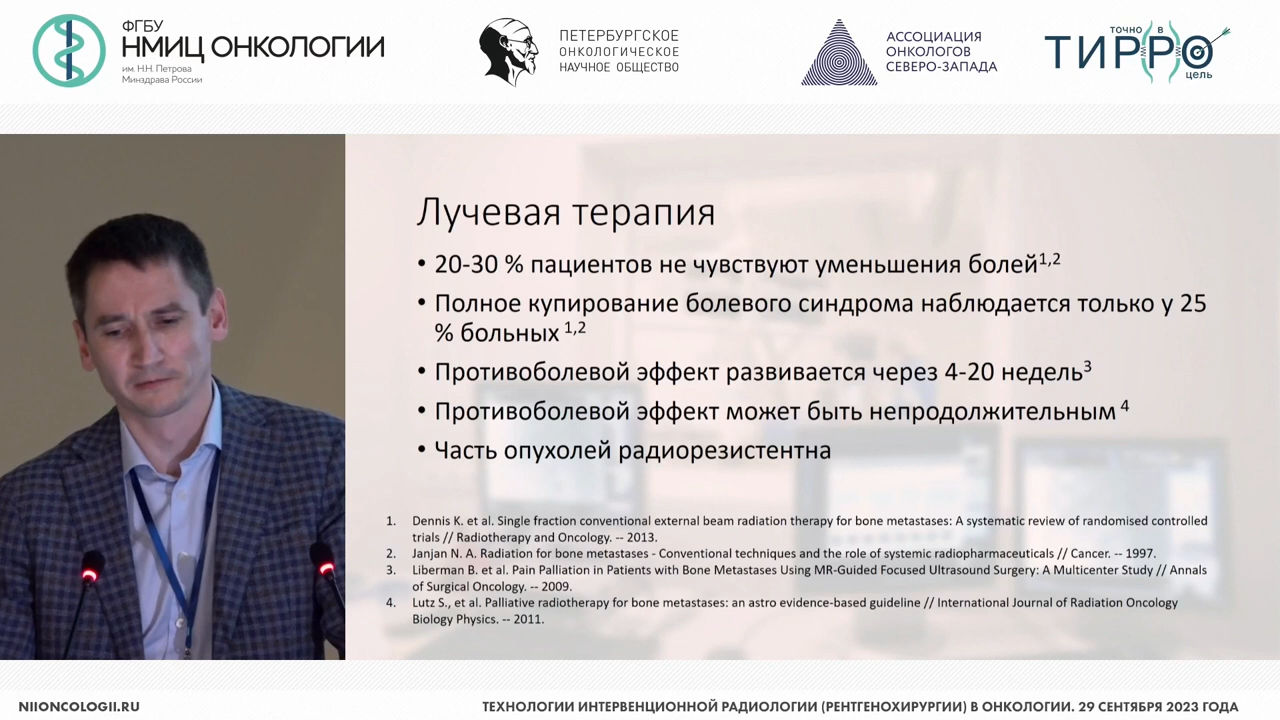 ФГБУ
НМИЦ ОНКОЛОГИИ
им. Н.Н. Петрова
Минздрава России
ПЕТЕРБУРГСКОЕ
ОНКОЛОГИЧЕСКОЕ
НАУЧНОЕ ОБЩЕСТВО
АССОЦИАЦИЯ
ОНКОЛОГОВ
СЕВЕРО-ЗАПАДА
ТОЧНО В
ТИРРО
цель
Лучевая терапия
• 20-30 % пациентов не чувствуют уменьшения болей1,2
• Полное купирование болевого синдрома наблюдается только у 25
% больных 1,2
• Противоболевой эффект развивается через 4-20 недель3
• Противоболевой эффект может быть непродолжительным 4
• Часть опухолей радиорезистентна
1. Dennis K. et al. Single fraction conventional external beam radiation therapy for bone metastases: A systematic review of randomised controlled
trials // Radiotherapy and Oncology. -- 2013.
2. Janjan N. A. Radiation for bone metastases - Conventional techniques and the role of systemic radiopharmaceuticals // Cancer. -- 1997.
3. Liberman B. et al. Pain Palliation in Patients with Bone Metastases Using MR-Guided Focused Ultrasound Surgery: A Multicenter Study // Annals
of Surgical Oncology. -- 2009.
4. Lutz S., et al. Palliative radiotherapy for bone metastases: an astro evidence-based guideline // International Journal of Radiation Oncology
Biology Physics. -- 2011.
NIIONCOLOGII.RU
ТЕХНОЛОГИИ ИНТЕРВЕНЦИОННОЙ РАДИОЛОГИИ (РЕНТГЕНОХИРУРГИИ) В ОНКОЛОГИИ. 29 СЕНТЯБРЯ 2023 ГОДА